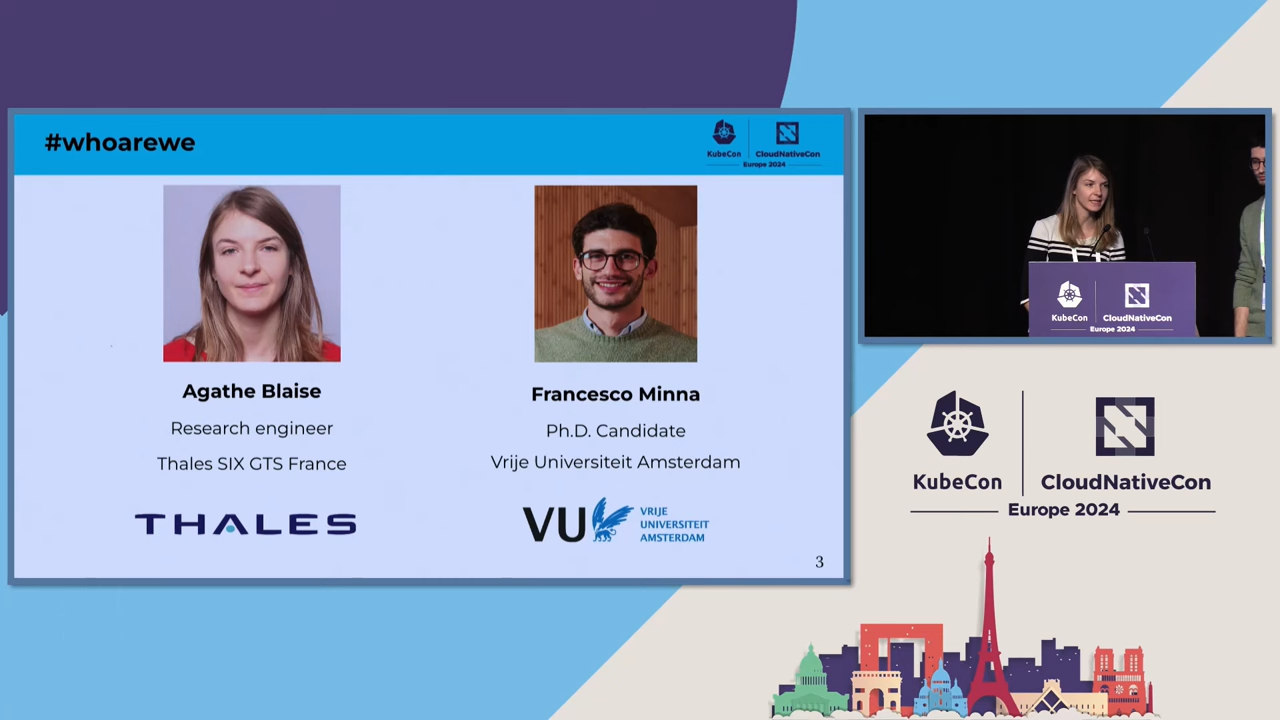 #whoarewe
KubeCon
CloudNativeCon
Europe 2024
Agathe Blaise
Research engineer
Thales SIX GTS France
THALES
Francesco Minna
Ph.D. Candidate
Vrije Universiteit Amsterdam
VU
VRIJE
UNIVERSITEIT
AMSTERDAM
3
KubeCon
CloudNativeCon
Europe 2024
KubeCon
CloudNativeCon
Europe 2024